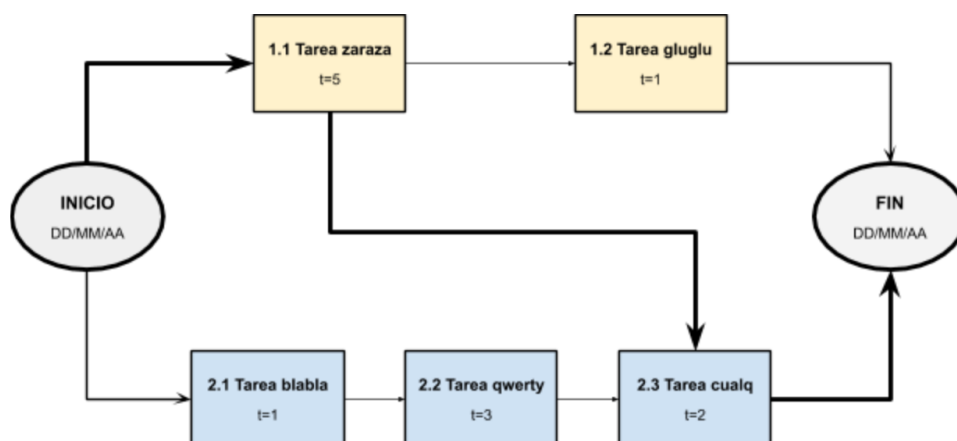 1.1 Tarea zaraza
t=5
1.2 Tarea gluglu
t=1
INICIO
DD/MM/AA
FIN
DD/MM/AA
2.1 Tarea blabla
t=1
2.2 Tarea qwerty
t=3
2.3 Tarea cualq
t=2